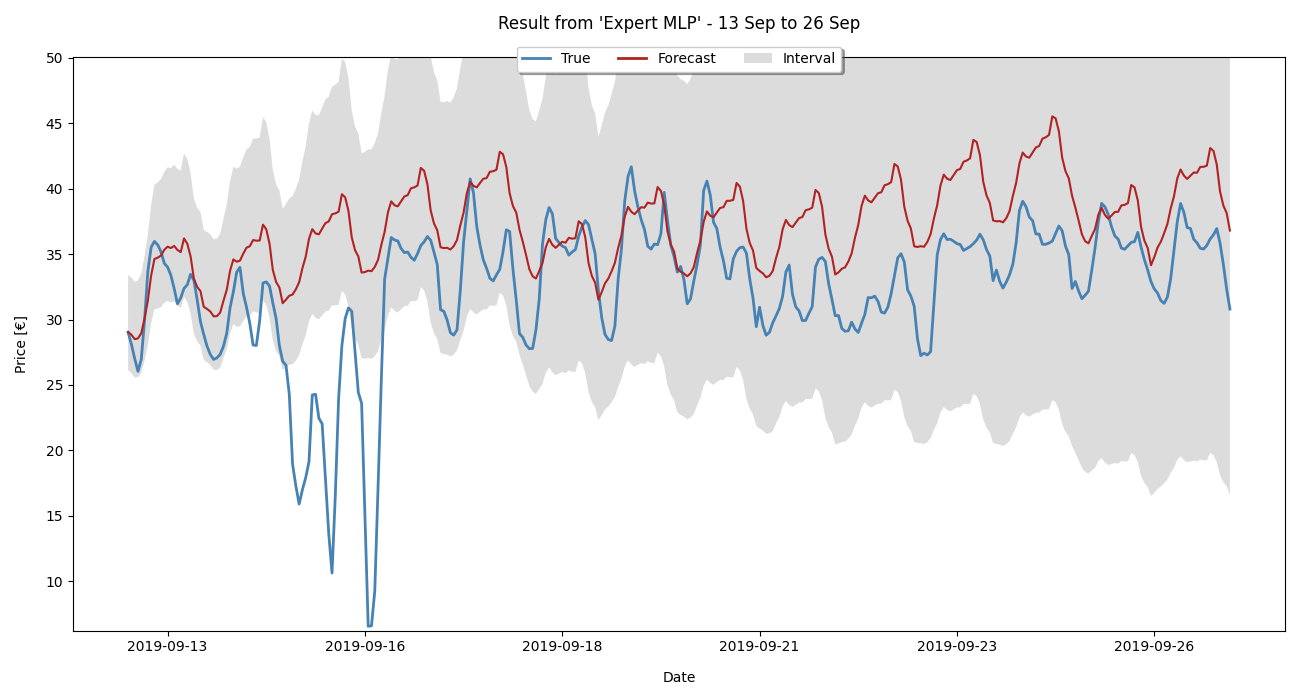 Result from 'Expert MLP' - 13 Sep to 26 Sep
True Forecast Interval
50
45
40
35
30
25
20
15
10
Price [€]
2019-09-13 2019-09-16 2019-09-18 2019-09-21 2019-09-23 2019-09-26
Date